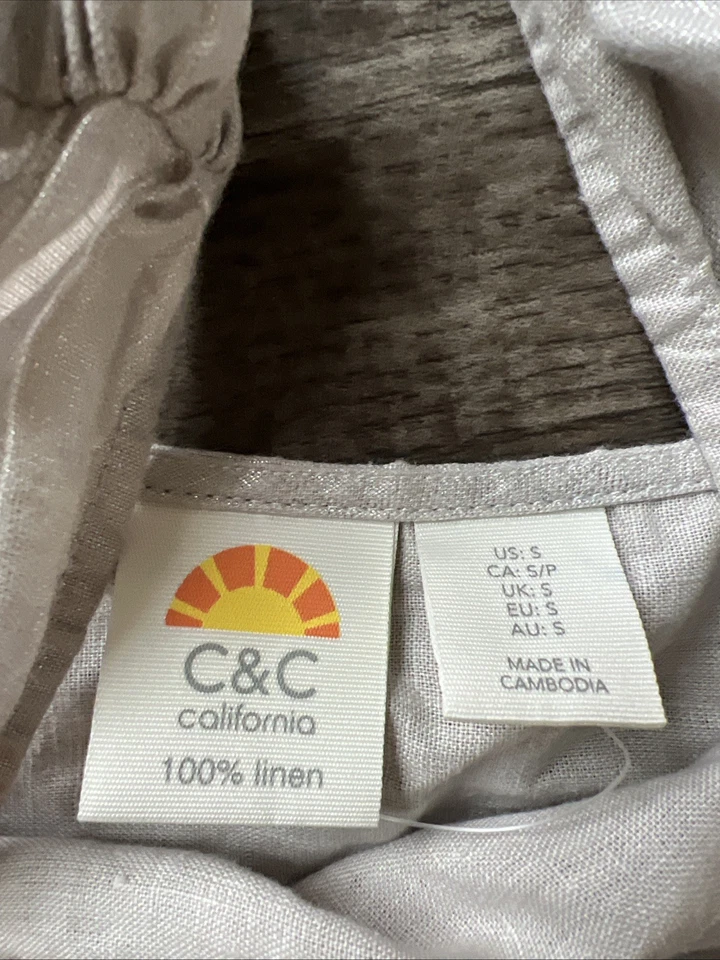 C&C
california
100% linen
US: S
CA: S/P
UK: S
EU: S
AU: S
MADE IN
CAMBODIA